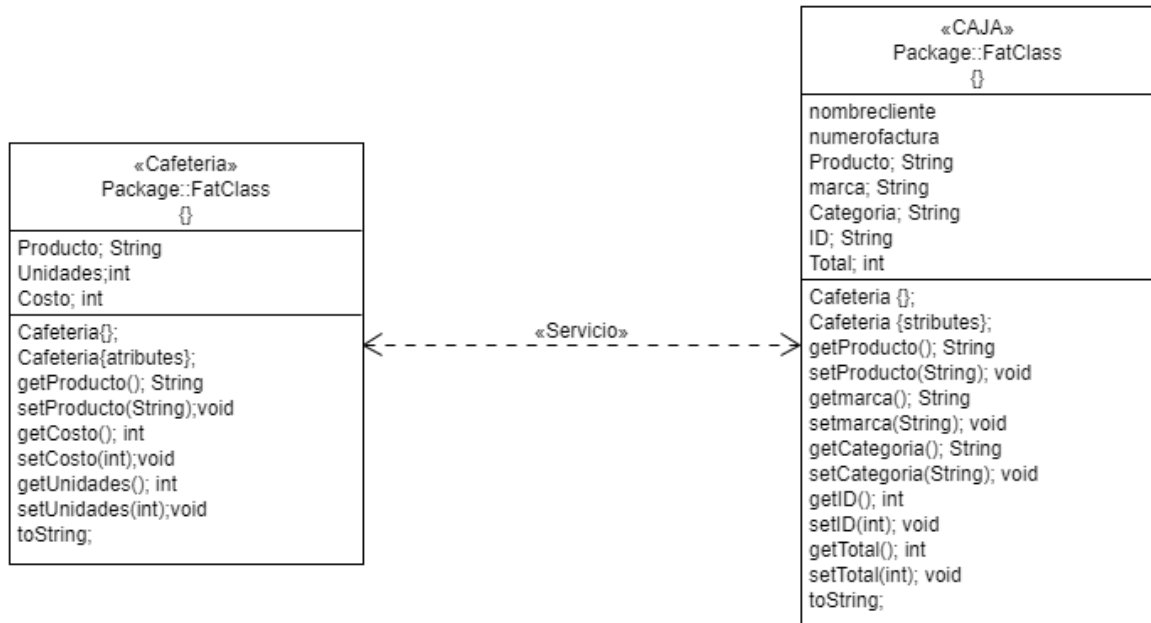 «Cafeteria»
Package::FatClass
{}
Producto; String
Unidades;int
Costo; int
Cafeteria{};
Cafeteria{atributes};
getProducto(); String
setProducto(String);void
getCosto(); int
setCosto(int);void
getUnidades(); int
setUnidades(int);void
toString;
«Servicio»
«CAJA»
Package::FatClass
{}
nombrecliente
numerofactura
Producto; String
marca; String
Categoria; String
ID; String
Total; int
Cafeteria {};
Cafeteria {stributes};
getProducto(); String
setProducto(String); void
getmarca(); String
setmarca(String); void
getCategoria(); String
setCategoria(String); void
getID(); int
setID(int); void
getTotal(); int
setTotal(int); void
toString;